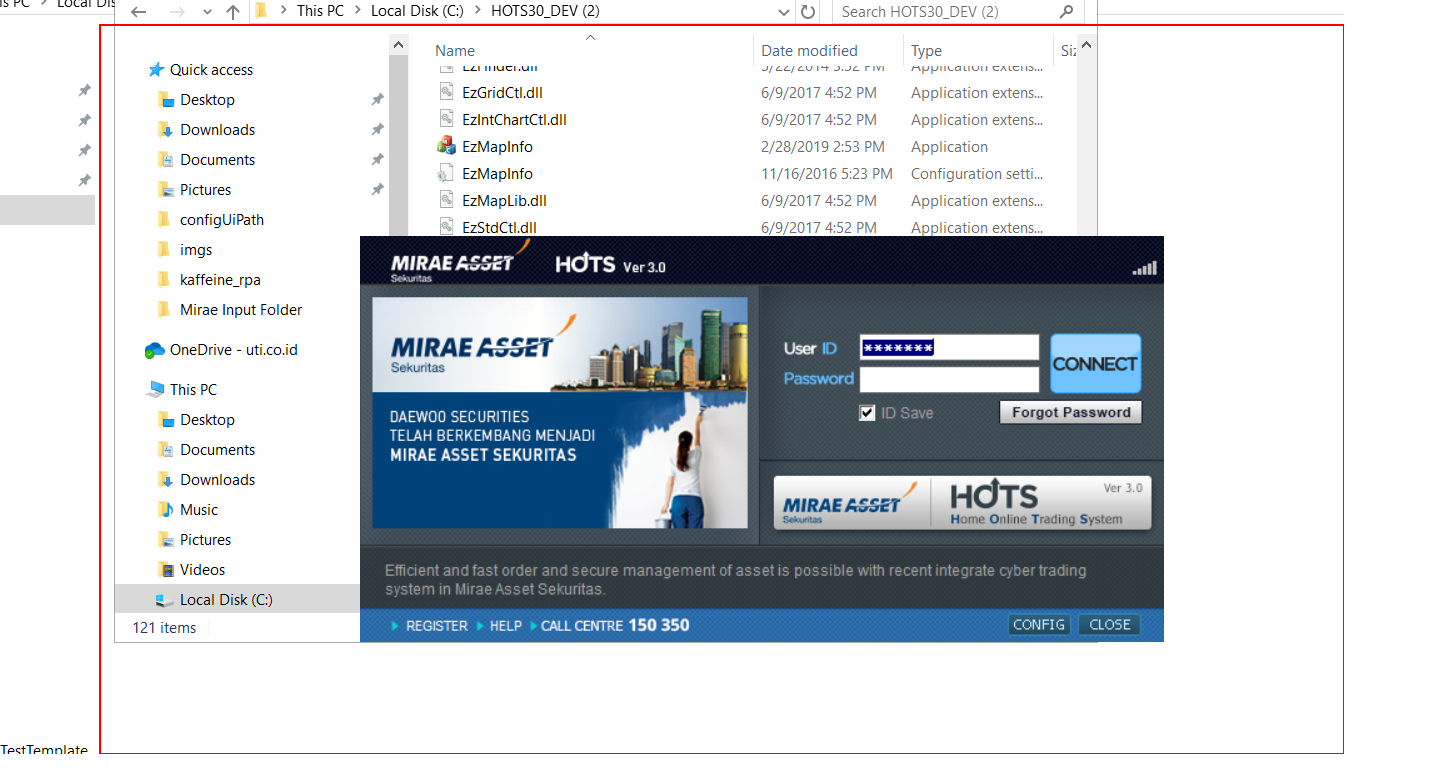 is PC > Local Dis
This PC > Local Disk (C:) > HOTS30_DEV (2)
Search HOTS30_DEV (2)
Name
Date modified
Type
Siz
EzFinder.dll 5/22/2014 3:32 PM Application extens...
EzGridCtl.dll 6/9/2017 4:52 PM Application extens...
EzIntChartCtl.dll 6/9/2017 4:52 PM Application extens...
EzMapInfo 2/28/2019 2:53 PM Application
EzMapInfo 11/16/2016 5:23 PM Configuration setti...
EzMapLib.dll 6/9/2017 4:52 PM Application extens...
EzStdCtl.dll 6/9/2017 4:52 PM Application extens...
Quick access
Desktop
Downloads
Documents
Pictures
configUiPath
imgs
kaffeine_rpa
Mirae Input Folder
OneDrive - uti.co.id
This PC
Desktop
Documents
Downloads
Music
Pictures
Videos
Local Disk (C:)
121 items
MIRAE ASSET
Sekuritas
HOTS Ver 3.0
MIRAE ASSET
Sekuritas
DAEWOO SECURITIES
TELAH BERKEMBANG MENJADI
MIRAE ASSET SEKURITAS
User ID *******
Password
CONNECT
ID Save
Forgot Password
MIRAE ASSET
Sekuritas
HOTS
Ver 3.0
Home Online Trading System
Efficient and fast order and secure management of asset is possible with recent integrate cyber trading
system in Mirae Asset Sekuritas.
REGISTER HELP CALL CENTRE 150 350
CONFIG CLOSE
TestTemplate